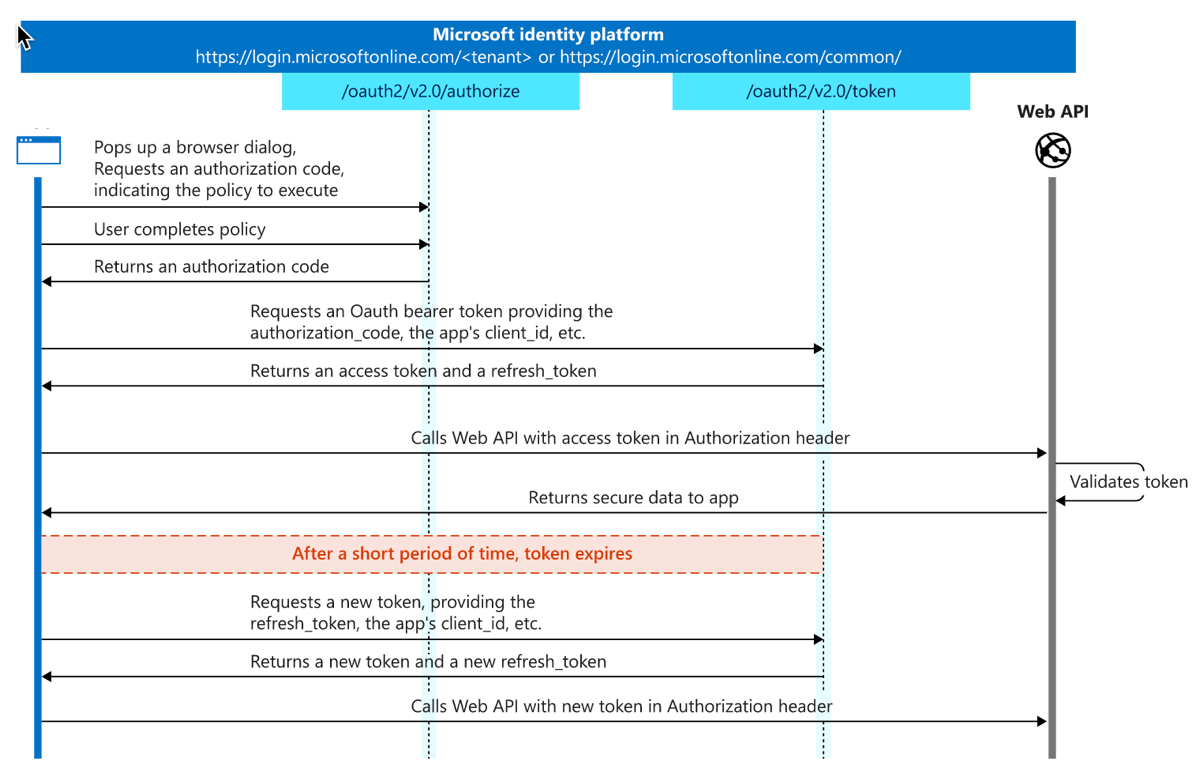 Microsoft identity platform
https://login.microsoftonline.com/<tenant> or https://login.microsoftonline.com/common/
/oauth2/v2.0/authorize
/oauth2/v2.0/token
Web API
Pops up a browser dialog,
Requests an authorization code,
indicating the policy to execute
User completes policy
Returns an authorization code
Requests an Oauth bearer token providing the
authorization_code, the app's client_id, etc.
Returns an access token and a refresh_token
Calls Web API with access token in Authorization header
Validates token
Returns secure data to app
After a short period of time, token expires
Requests a new token, providing the
refresh_token, the app's client_id, etc.
Returns a new token and a new refresh_token
Calls Web API with new token in Authorization header